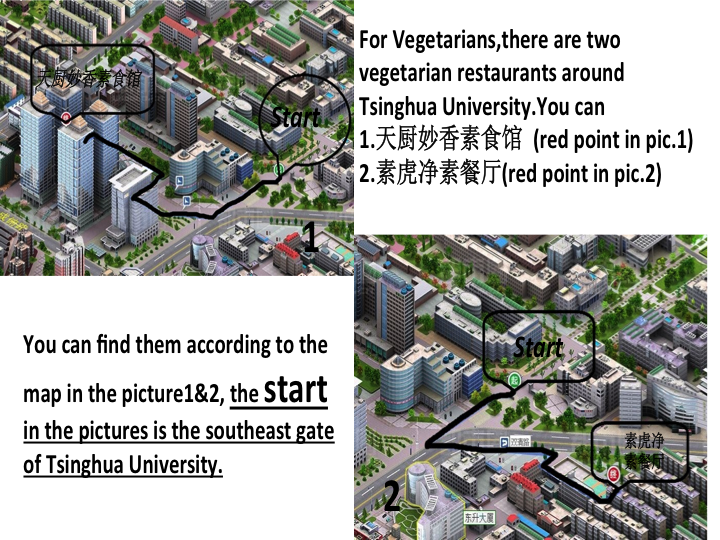 天厨妙香素食馆
Start
1
For Vegetarians,there are two
vegetarian restaurants around
Tsinghua University.You can
1.天厨妙香素食馆 (red point in pic.1)
2.素虎净素餐厅(red point in pic.2)
You can find them according to the
map in the picture1&2, the start
in the pictures is the southeast gate
of Tsinghua University.
Start
起
素虎净
素餐厅
终
2
东升大厦